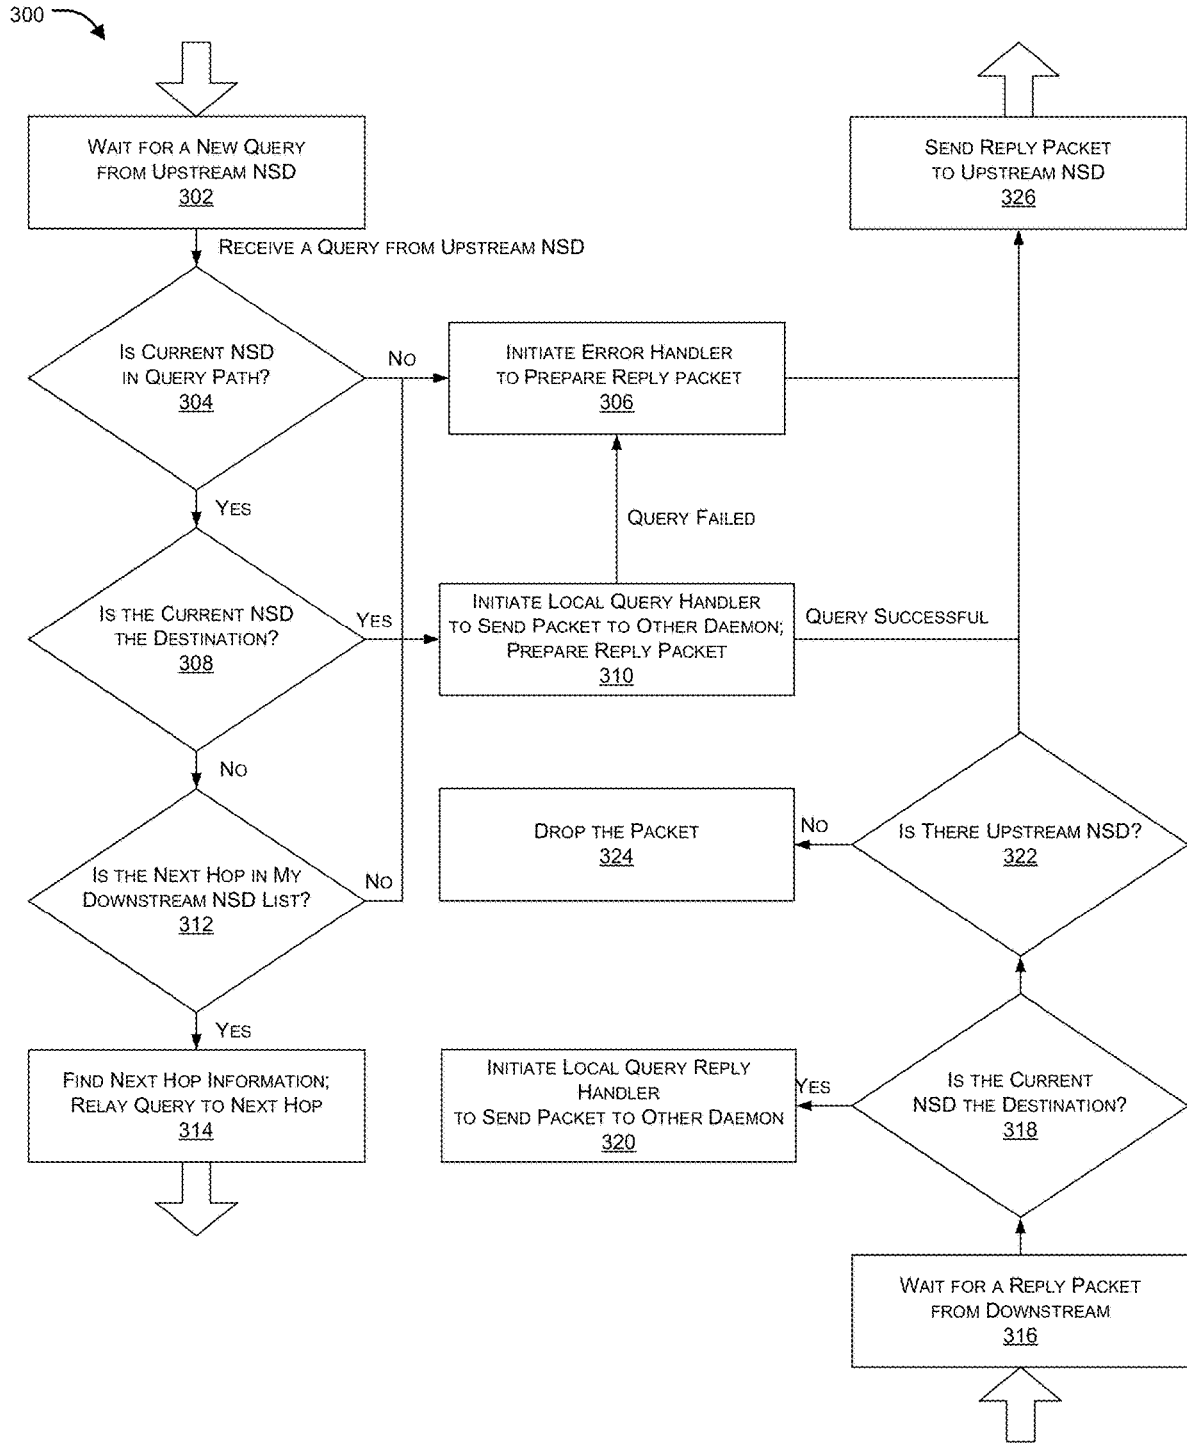 300
WAIT FOR A NEW QUERY
FROM UPSTREAM NSD
302
RECEIVE A QUERY FROM UPSTREAM NSD
IS CURRENT NSD
IN QUERY PATH?
304
NO
INITIATE ERROR HANDLER
TO PREPARE REPLY PACKET
306
YES
QUERY FAILED
IS THE CURRENT NSD
THE DESTINATION?
308
YES
INITIATE LOCAL QUERY HANDLER
TO SEND PACKET TO OTHER DAEMON;
PREPARE REPLY PACKET
310
QUERY SUCCESSFUL
NO
IS THE NEXT HOP IN MY
DOWNSTREAM NSD LIST?
312
NO
YES
FIND NEXT HOP INFORMATION;
RELAY QUERY TO NEXT HOP
314
SEND REPLY PACKET
TO UPSTREAM NSD
326
DROP THE PACKET
324
NO
IS THERE UPSTREAM NSD?
322
INITIATE LOCAL QUERY REPLY
HANDLER
TO SEND PACKET TO OTHER DAEMON
320
YES
IS THE CURRENT
NSD THE DESTINATION?
318
WAIT FOR A REPLY PACKET
FROM DOWNSTREAM
316